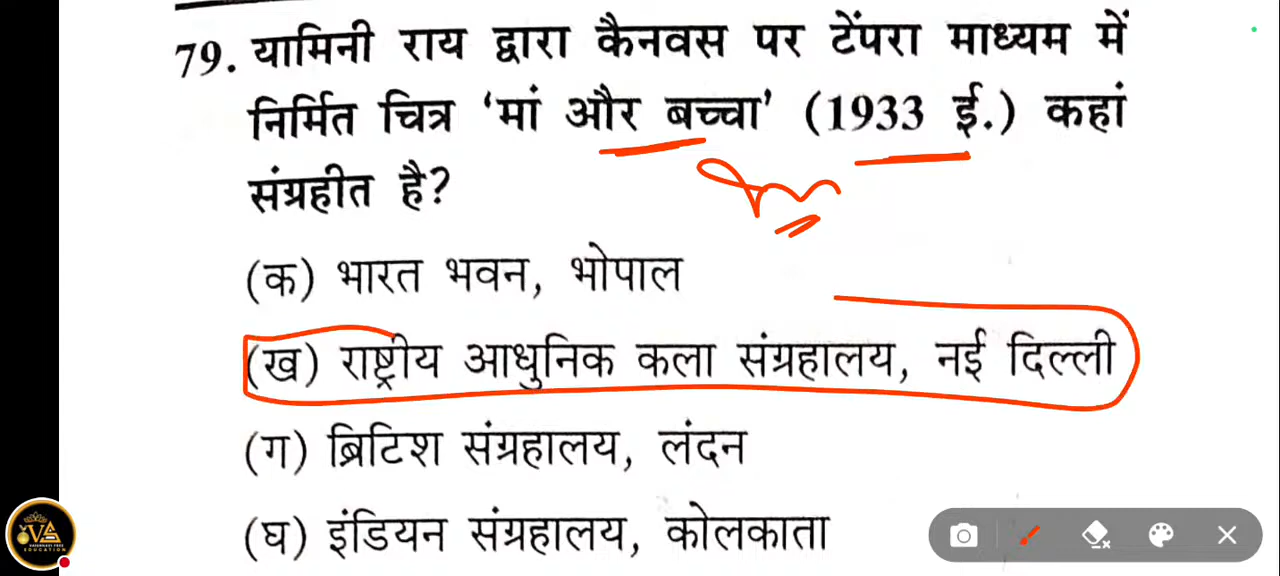 79. यामिनी राय द्वारा कैनवस पर टेंपरा माध्यम में
निर्मित चित्र ‘मां और बच्चा’ (1933 ई.) कहां
संग्रहीत है?
(क) भारत भवन, भोपाल
(ख) राष्ट्रीय आधुनिक कला संग्रहालय, नई दिल्ली
(ग) ब्रिटिश संग्रहालय, लंदन
(घ) इंडियन संग्रहालय, कोलकाता